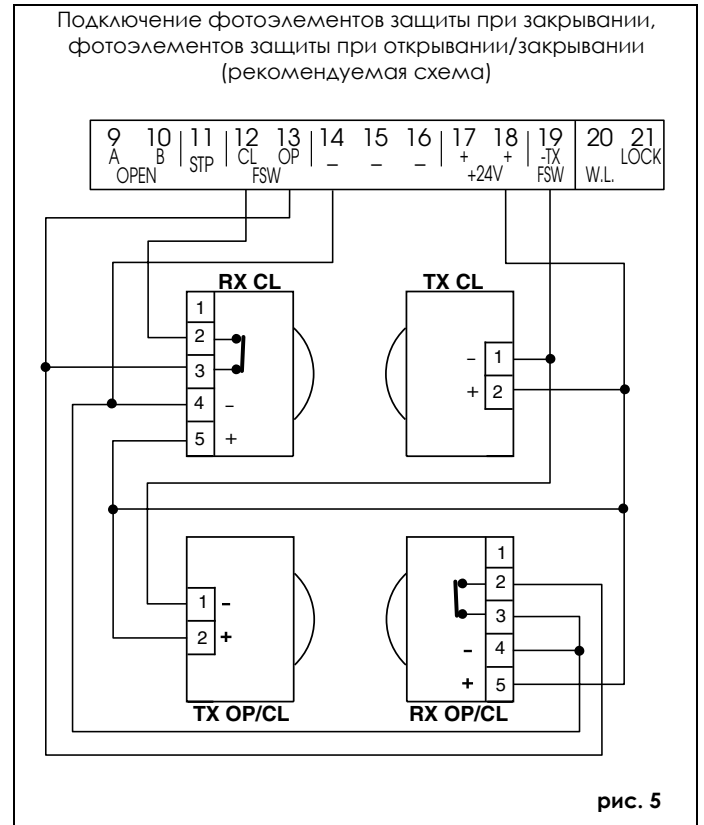 Подключение фотоэлементов защиты при закрывании,
фотоэлементов защиты при открывании/закрывании
(рекомендуемая схема)
9 10 11 12 13 14 15 16 17 18 19 20 21
A B STP CL OP – – – + + -TX LOCK
OPEN FSW +24V FSW W.L.
RX CL TX CL
1
2
3
4 –
5 +
– 1
+ 2
1 -
2 +
1
2
3
- 4
+ 5
TX OP/CL RX OP/CL
рис. 5